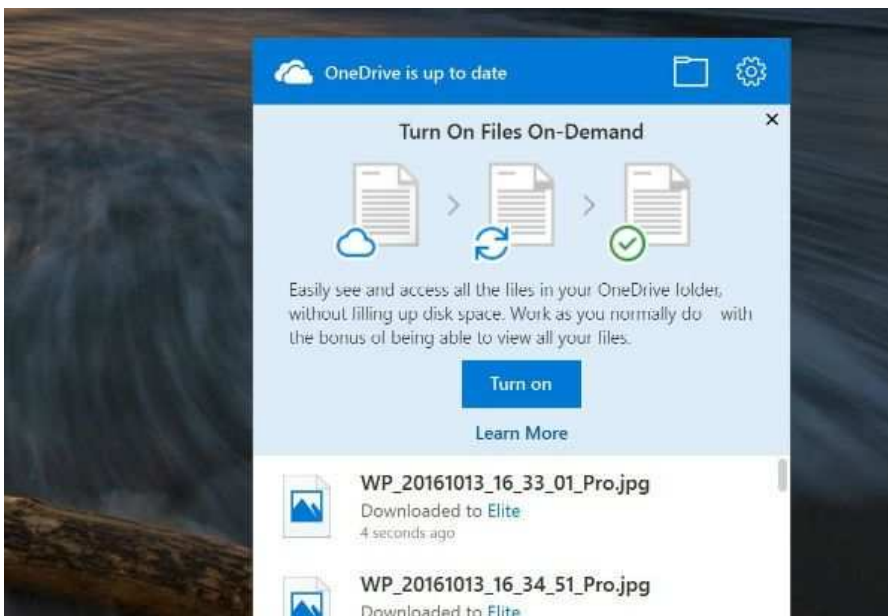 OneDrive is up to date
Turn On Files On-Demand
Easily see and access all the files in your OneDrive folder,
without filling up disk space. Work as you normally do with
the bonus of being able to view all your files.
Turn on
Learn More
WP_20161013_16_33_01_Pro.jpg
Downloaded to Elite
4 seconds ago
WP_20161013_16_34_51_Pro.jpg
Downloaded to Elite